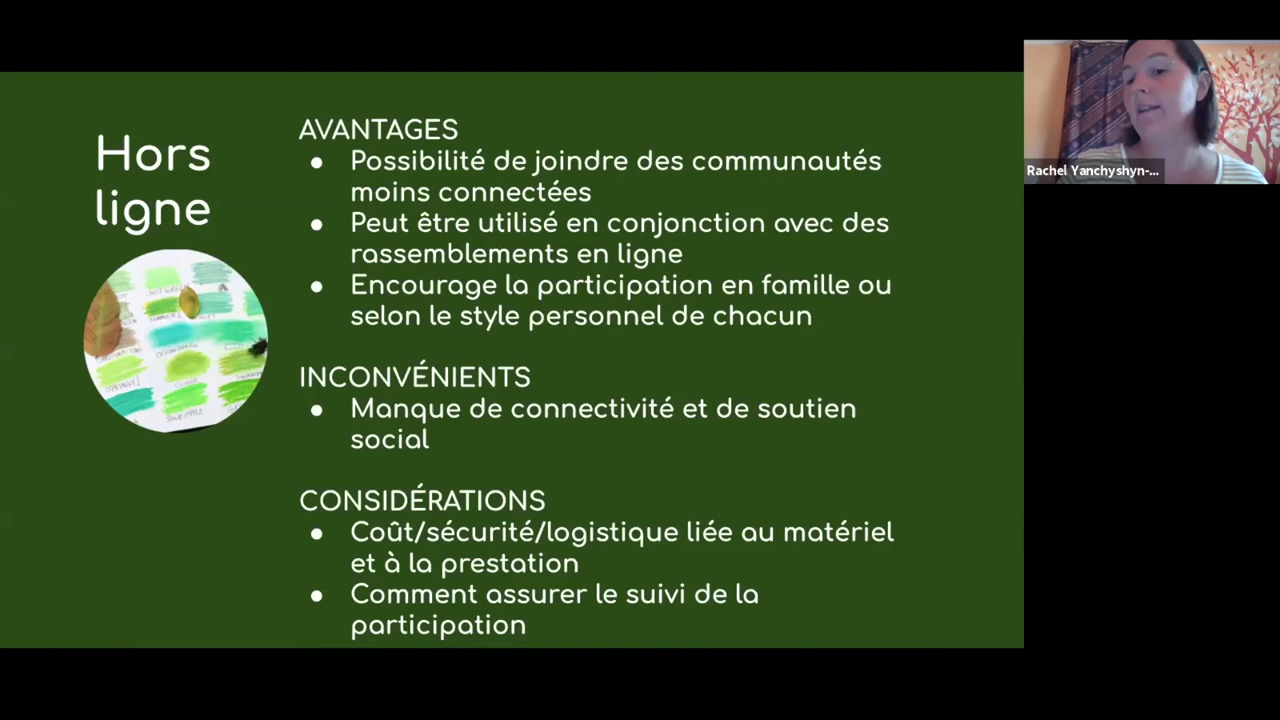 Hors
ligne
AVANTAGES
● Possibilité de joindre des communautés
moins connectées
● Peut être utilisé en conjonction avec des
rassemblements en ligne
● Encourage la participation en famille ou
selon le style personnel de chacun
INCONVÉNIENTS
● Manque de connectivité et de soutien
social
CONSIDÉRATIONS
● Coût/sécurité/logistique liée au matériel
et à la prestation
● Comment assurer le suivi de la
participation
Rachel Yanchyshyn-...